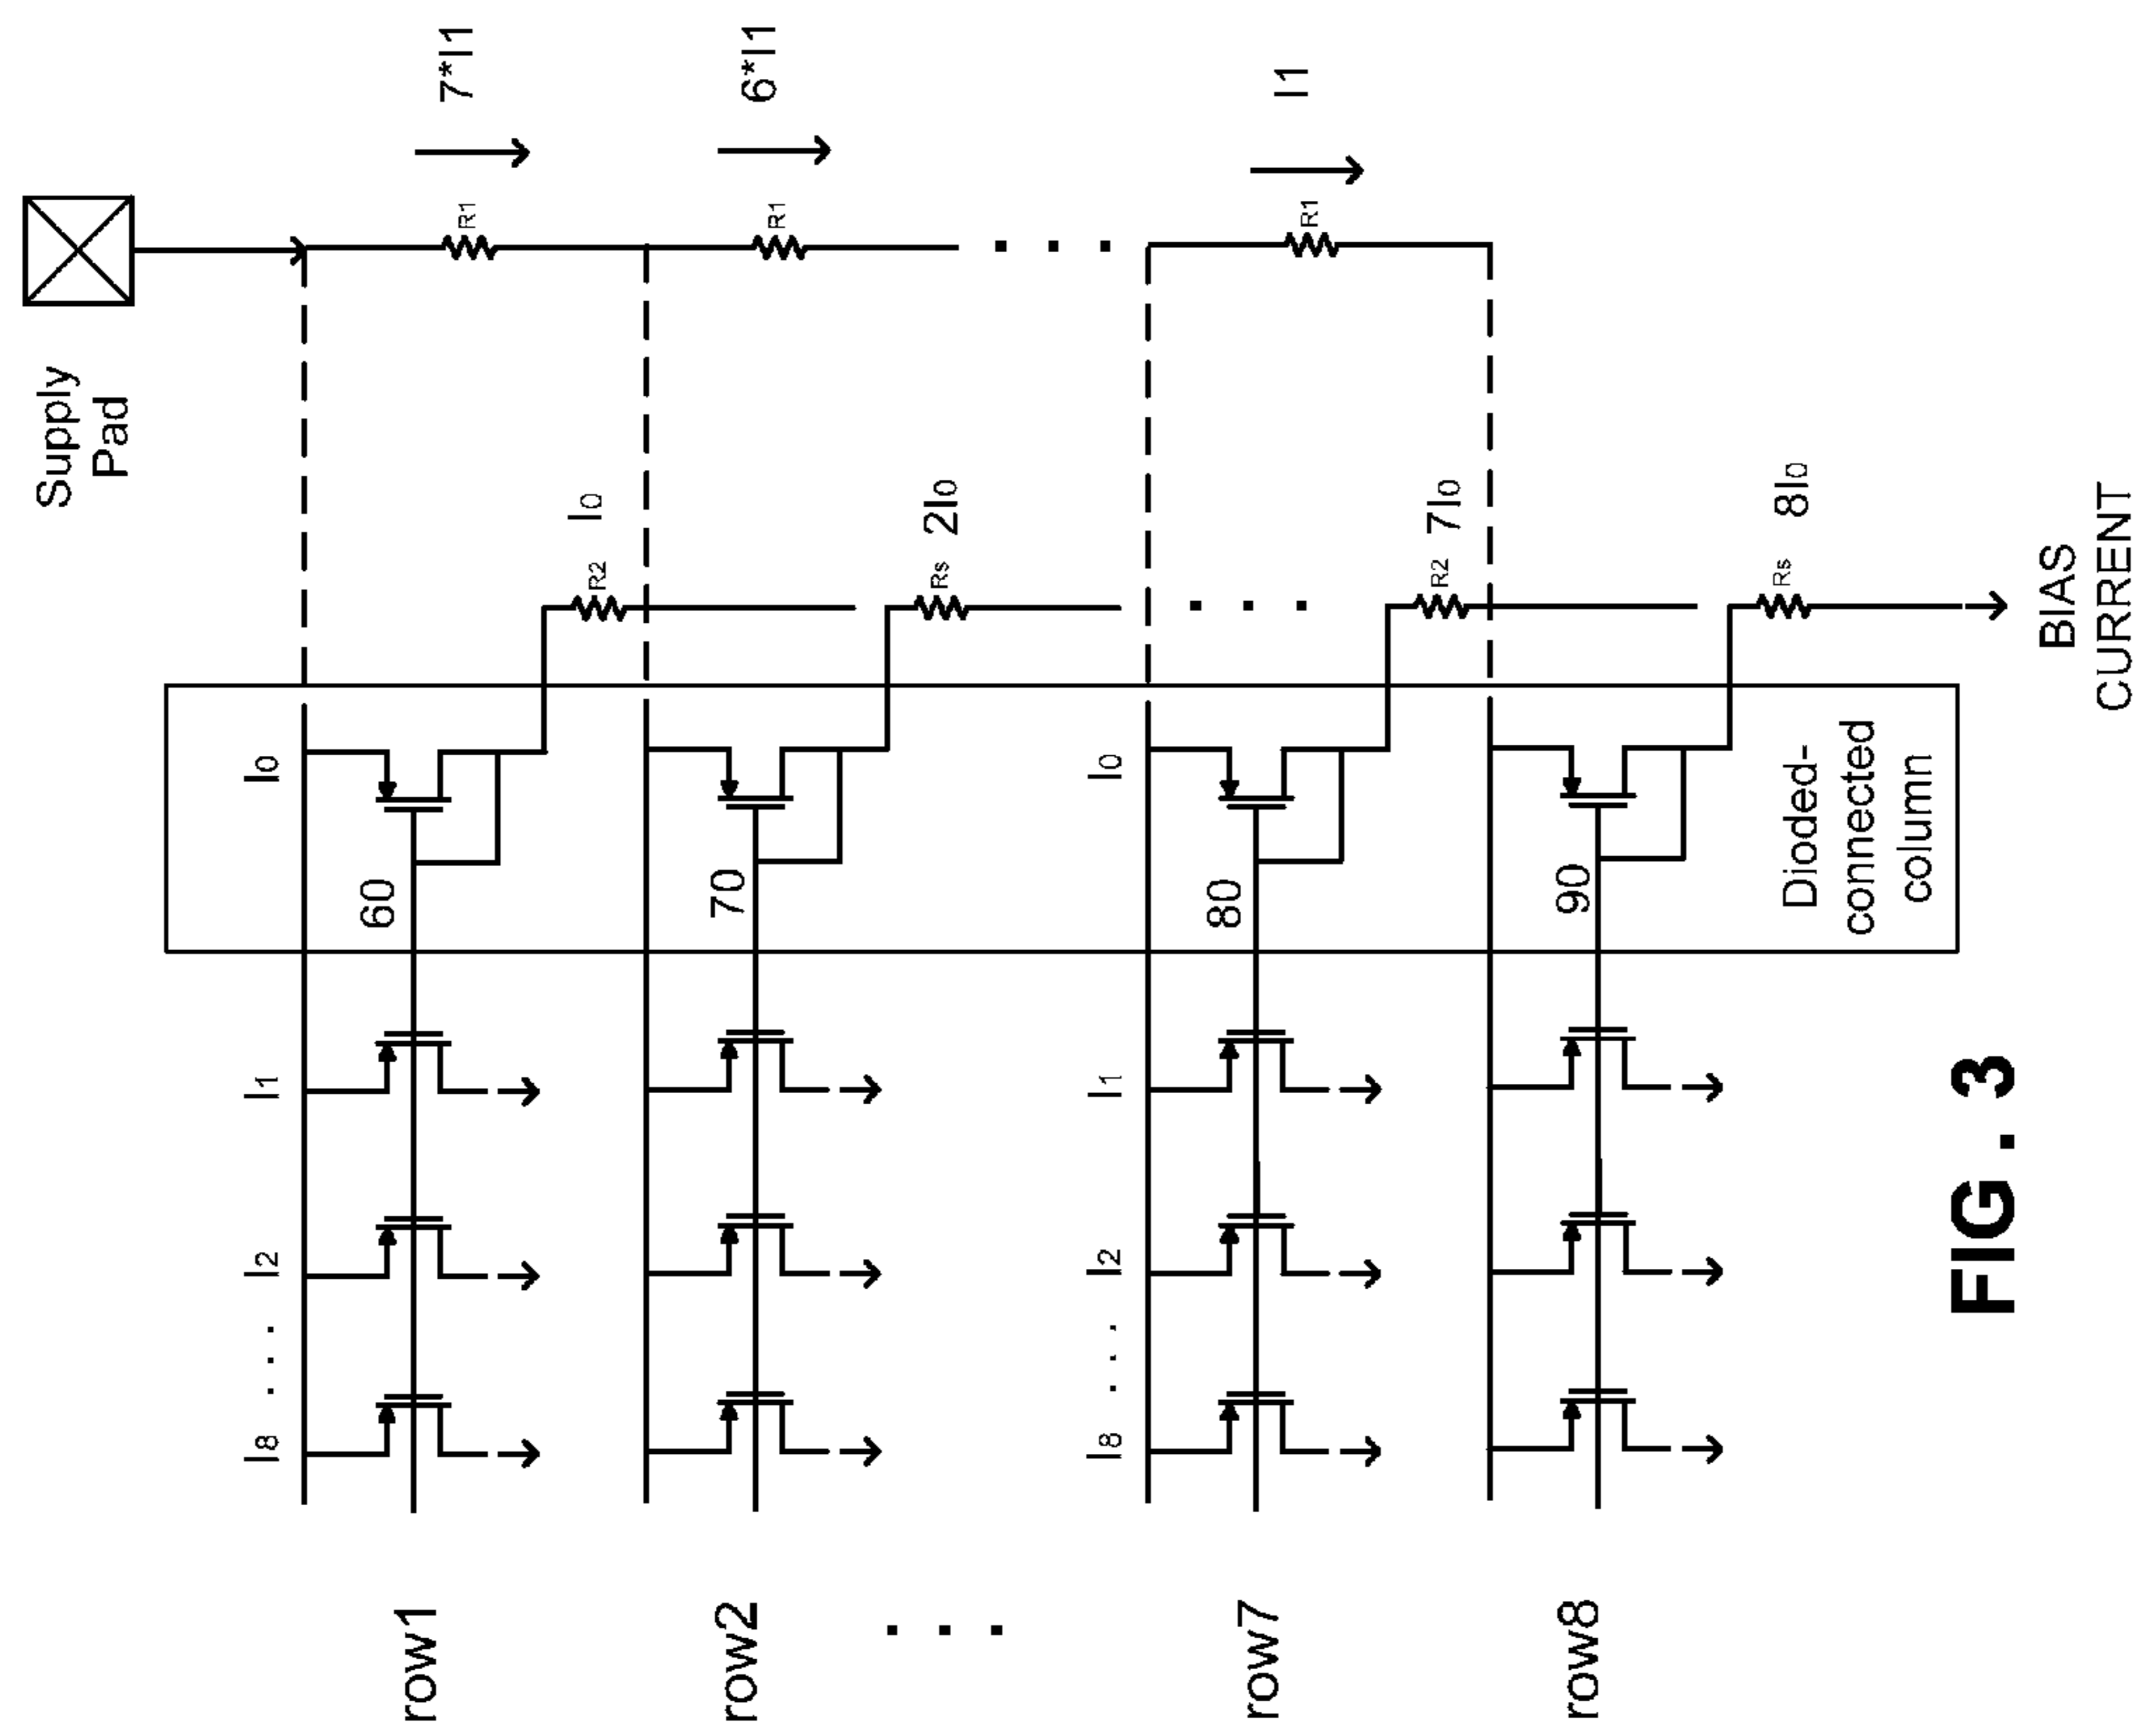 Supply
Pad
7*I1
6*I1
I1
R1
R1
R1
I0
2I0
7I0
8I0
R2
Rs
R2
Rs
BIAS
CURRENT
I0
I0
60
70
80
90
Dioded-
connected
column
I1
I1
I2
I2
. . .
. . .
I8
I8
row1
row2
. . .
row7
row8
FIG . 3